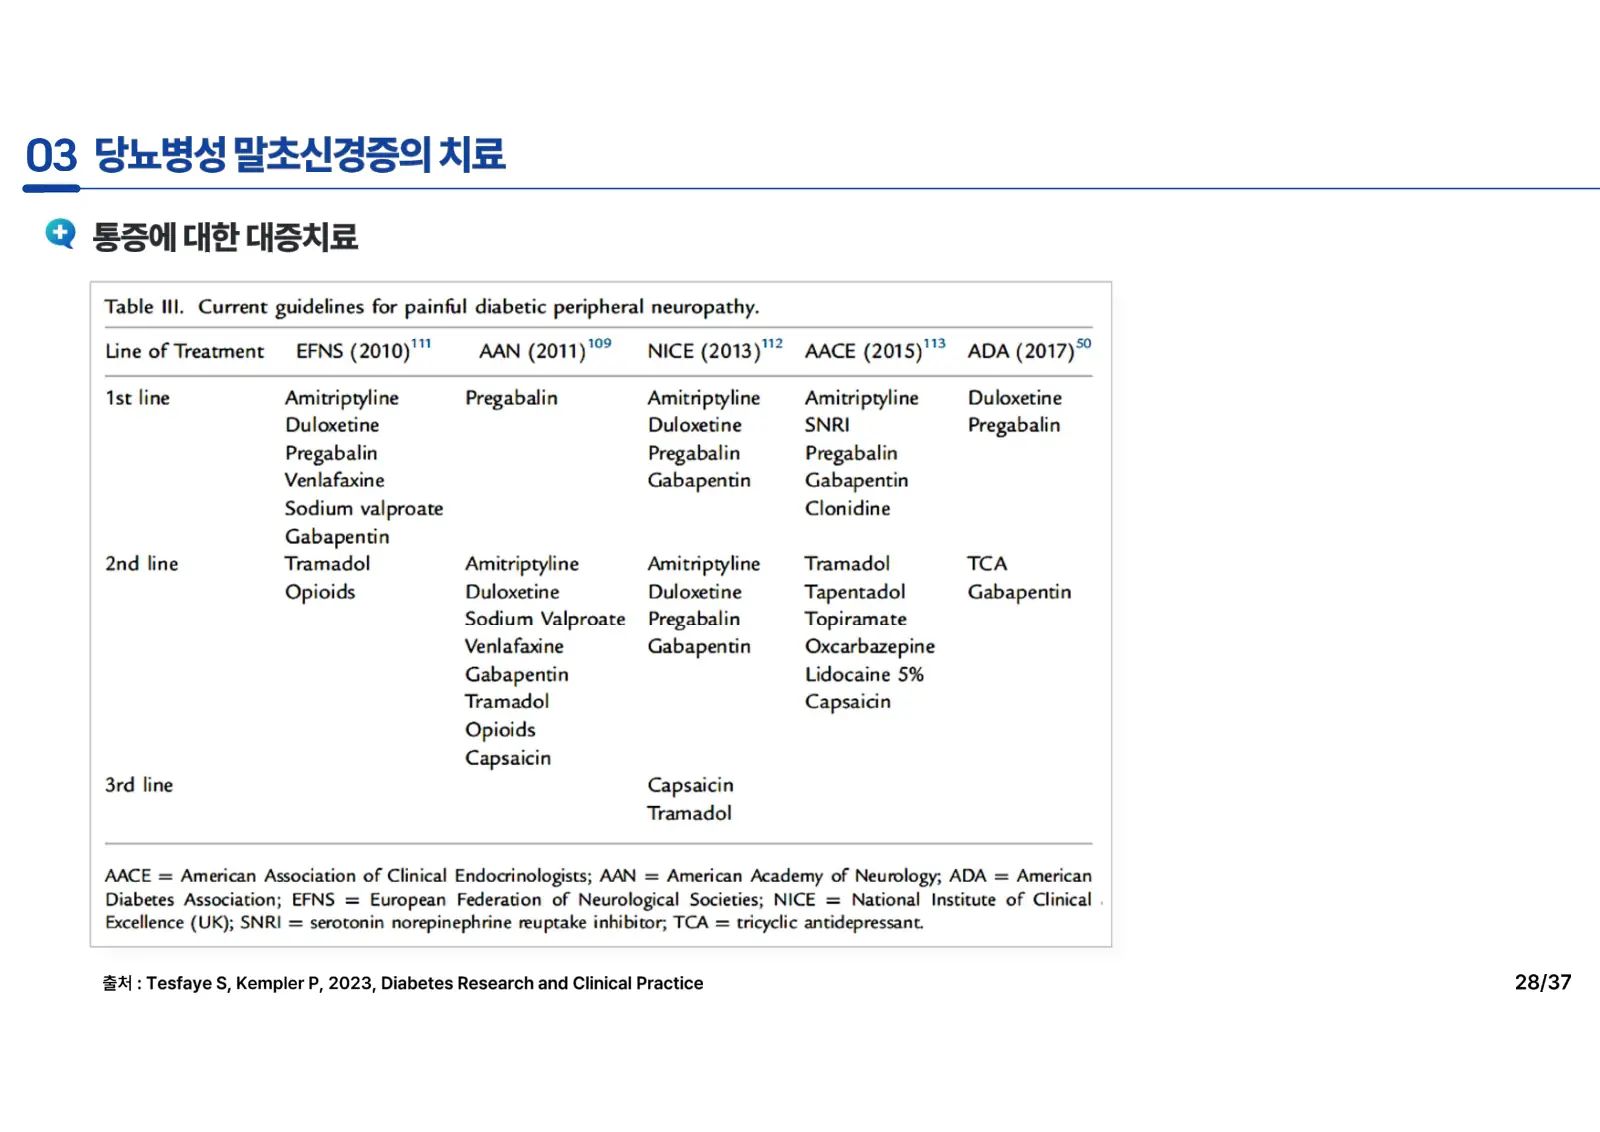 03 당뇨병성 말초신경증의 치료
통증에 대한 대증치료
Table III. Current guidelines for painful diabetic peripheral neuropathy.
Line of Treatment EFNS (2010)111 AAN (2011)109 NICE (2013)112 AACE (2015)113 ADA (2017)50
1st line Amitriptyline Pregabalin Amitriptyline Amitriptyline Duloxetine
Duloxetine Duloxetine SNRI Pregabalin
Pregabalin Pregabalin Pregabalin
Venlafaxine Gabapentin Gabapentin
Sodium valproate Clonidine
Gabapentin
2nd line Tramadol Amitriptyline Amitriptyline Tramadol TCA
Opioids Duloxetine Duloxetine Tapentadol Gabapentin
Sodium Valproate Pregabalin Topiramate
Venlafaxine Gabapentin Oxcarbazepine
Gabapentin Lidocaine 5%
Tramadol Capsaicin
Opioids
Capsaicin
3rd line Capsaicin
Tramadol
AACE = American Association of Clinical Endocrinologists; AAN = American Academy of Neurology; ADA = American
Diabetes Association; EFNS = European Federation of Neurological Societies; NICE = National Institute of Clinical
Excellence (UK); SNRI = serotonin norepinephrine reuptake inhibitor; TCA = tricyclic antidepressant.
출처 : Tesfaye S, Kempler P, 2023, Diabetes Research and Clinical Practice
28/37